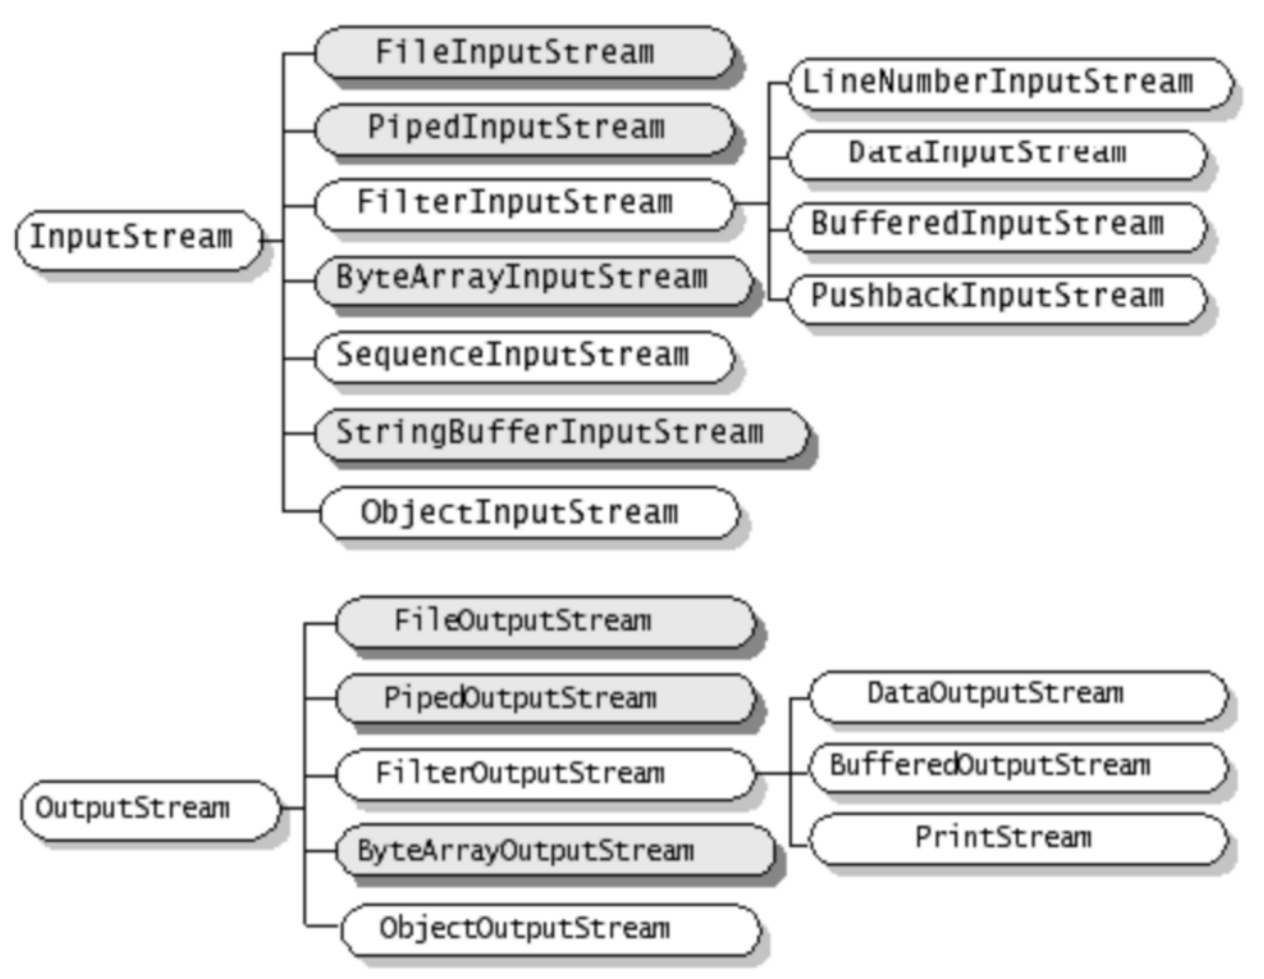 FileInputStream
LineNumberInputStream
PipedInputStream
DataInputStream
FilterInputStream
BufferedInputStream
InputStream
ByteArrayInputStream
PushbackInputStream
SequenceInputStream
StringBufferInputStream
ObjectInputStream
FileOutputStream
PipedOutputStream
DataOutputStream
FilterOutputStream
BufferedOutputStream
OutputStream
PrintStream
ByteArrayOutputStream
ObjectOutputStream